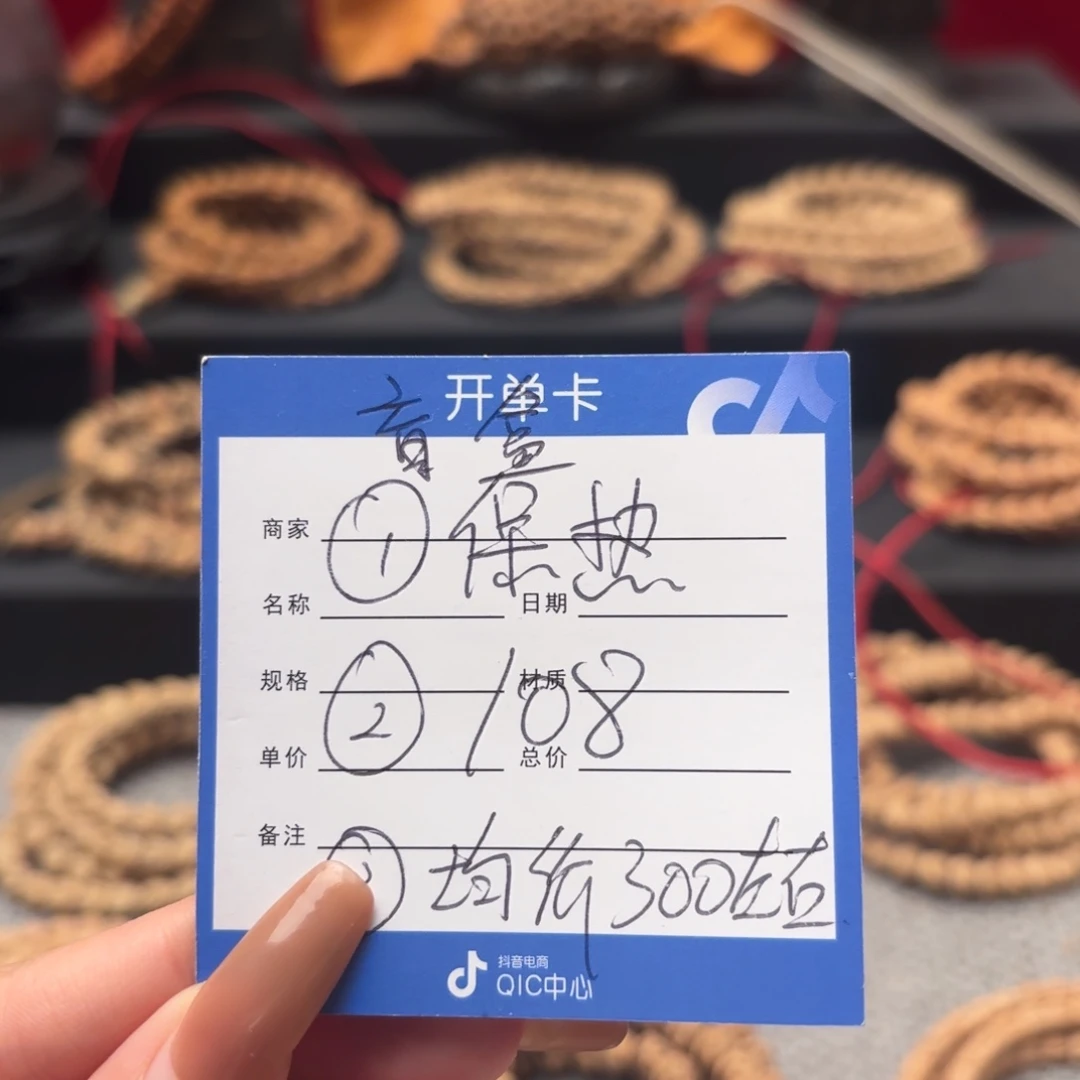 开单卡
盲盒
商家 ① 保热
名称 日期
规格 材质
② 108
单价 总价
备注
③ 均价300左右
抖音电商
QIC中心